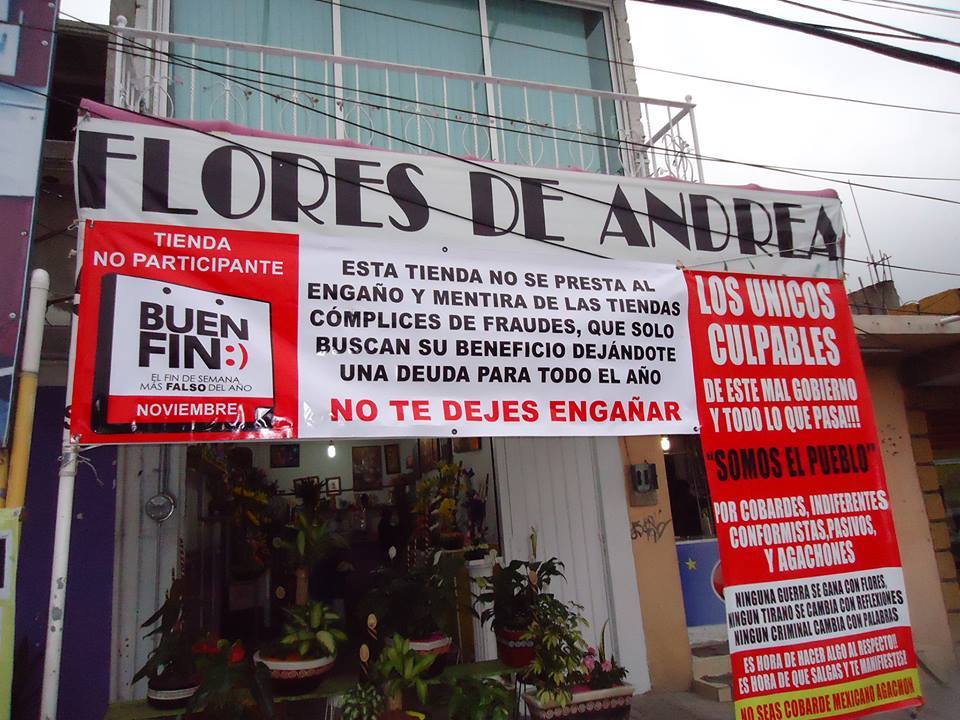 FLORES DE ANDREA
TIENDA
NO PARTICIPANTE
BUEN
FIN:)
EL FIN DE SEMANA
MÁS FALSO DEL AÑO
NOVIEMBRE
ESTA TIENDA NO SE PRESTA AL
ENGAÑO Y MENTIRA DE LAS TIENDAS
CÓMPLICES DE FRAUDES, QUE SOLO
BUSCAN SU BENEFICIO DEJÁNDOTE
UNA DEUDA PARA TODO EL AÑO
NO TE DEJES ENGAÑAR
LOS UNICOS
CULPABLES
DE ESTE MAL GOBIERNO
Y TODO LO QUE PASA!!!
"SOMOS EL PUEBLO"
POR COBARDES, INDIFERENTES
CONFORMISTAS,PASIVOS,
Y AGACHONES
NINGUNA GUERRA SE GANA CON FLORES,
NINGUN TIRANO SE CAMBIA CON REFLEXIONES
NINGUN CRIMINAL CAMBIA CON PALABRAS
ES HORA DE HACER ALGO AL RESPECTO!!
ES HORA DE QUE SALGAS Y TE MANIFIESTES!!
NO SEAS COBARDE MEXICANO AGACHON